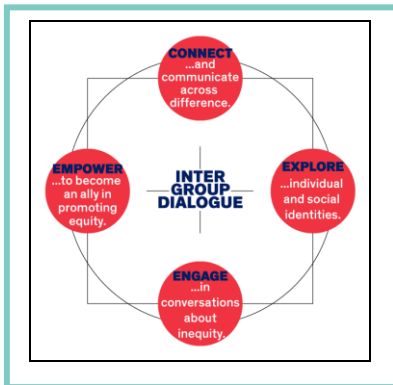 CONNECT
...and
communicate
across
difference.
EMPOWER
...to become
an ally in
promoting
equity.
INTER
GROUP
DIALOGUE
EXPLORE
...individual
and social
identities.
ENGAGE
...in
conversations
about
inequity.